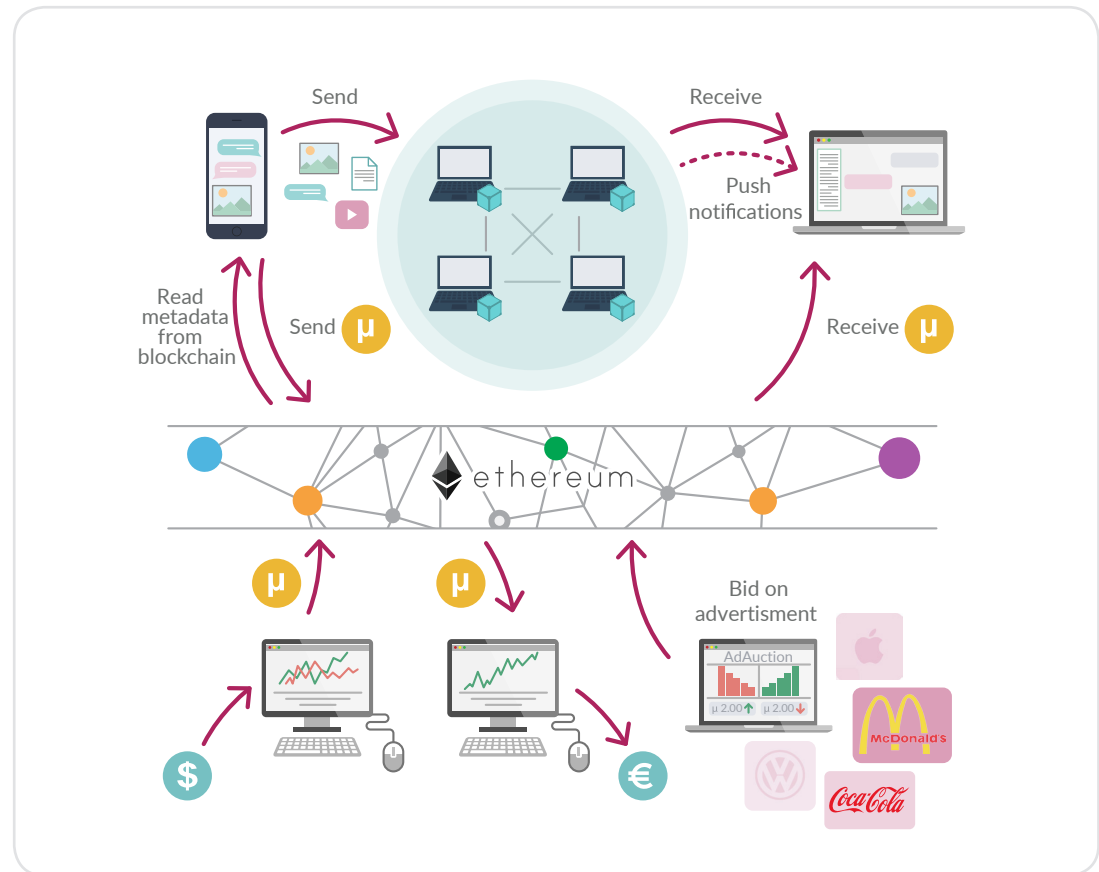 Send
Receive
Push
notifications
Read
metadata
from
blockchain
Send
µ
Receive
µ
ethereum
µ
µ
Bid on
advertisment
AdAuction
µ 2.00
µ 2.00
McDonald's
$
€
Coca-Cola